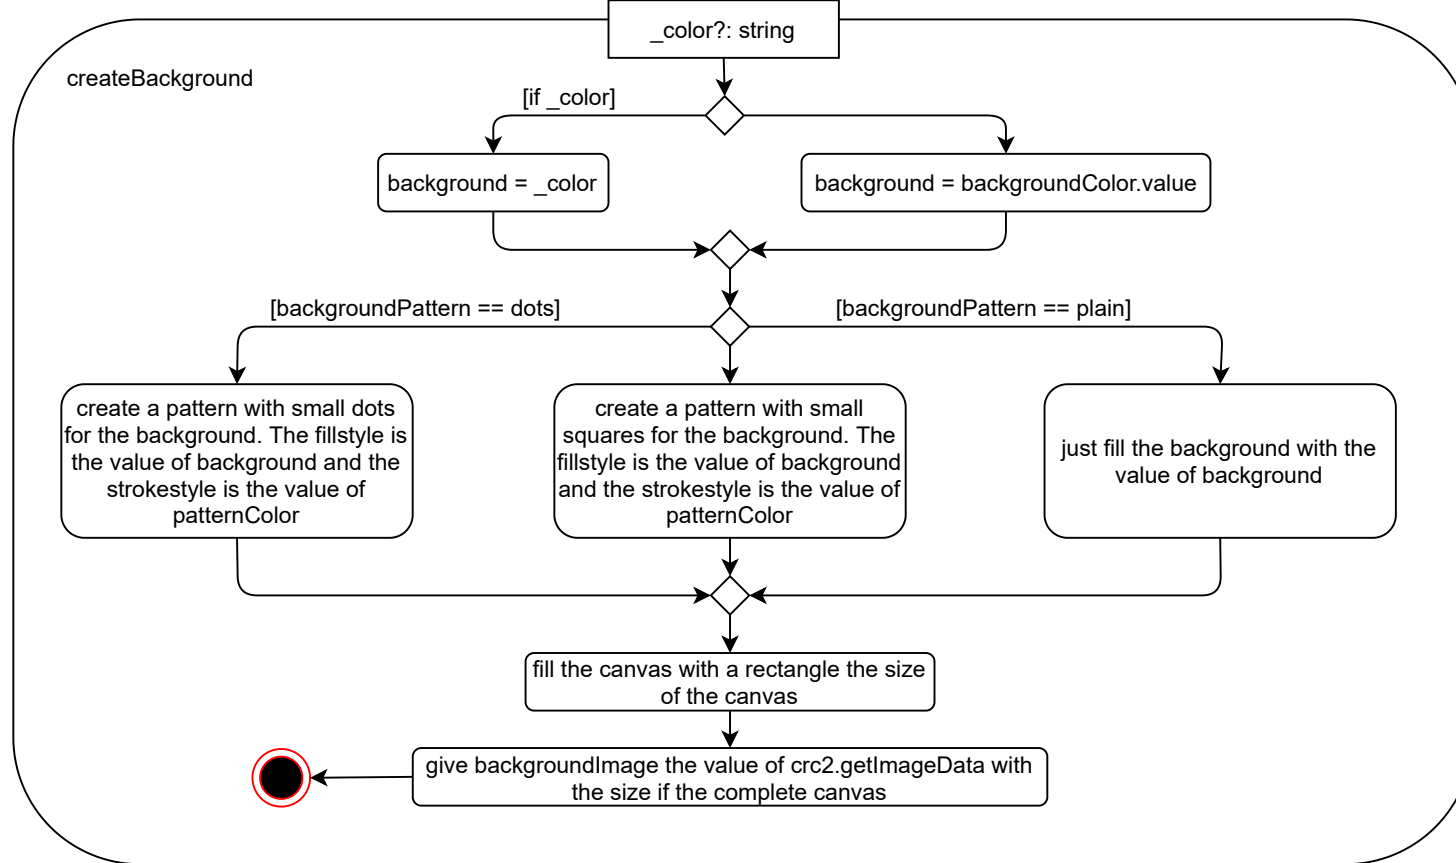 _color?: string
createBackground
[if _color]
background = _color
background = backgroundColor.value
[backgroundPattern == dots]
[backgroundPattern == plain]
create a pattern with small dots
for the background. The fillstyle is
the value of background and the
strokestyle is the value of
patternColor
create a pattern with small
squares for the background. The
fillstyle is the value of background
and the strokestyle is the value of
patternColor
just fill the background with the
value of background
fill the canvas with a rectangle the size
of the canvas
give backgroundImage the value of crc2.getImageData with
the size if the complete canvas